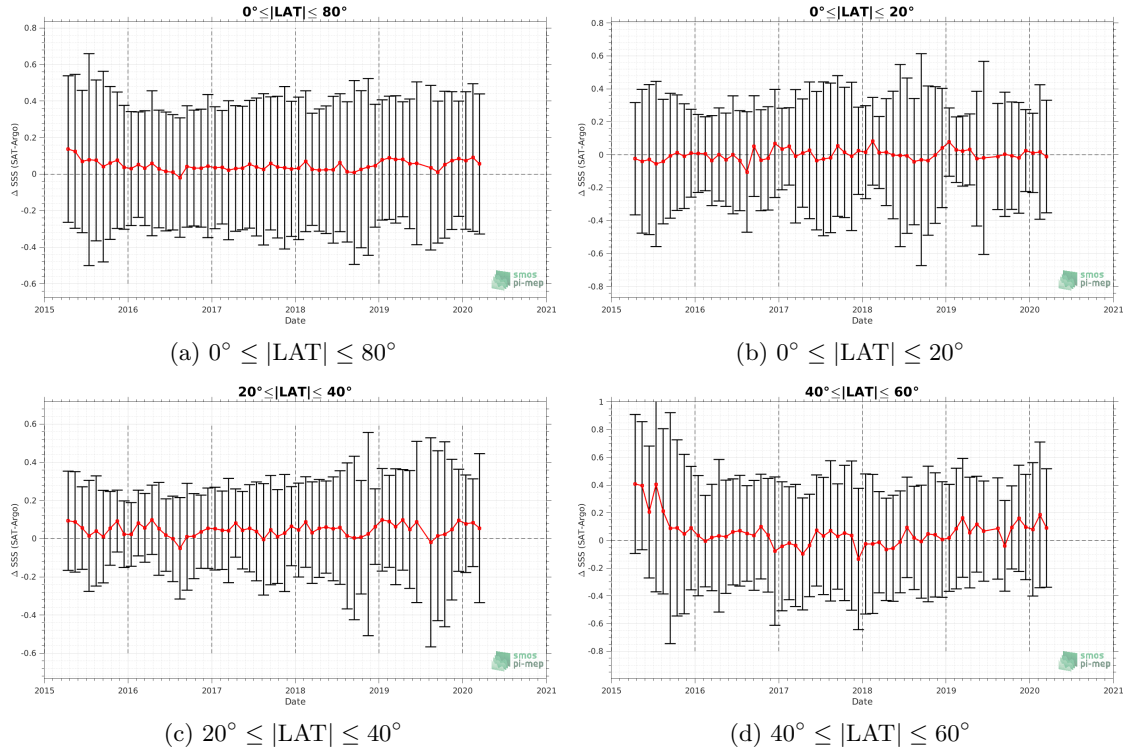 0°≤|LAT|≤ 80°
0.8
0.6
0.4
0.2
0
-0.2
-0.4
-0.6
Δ SSS (SAT-Argo)
2015 2016 2017 2018 2019 2020 2021
Date
smos
pi-mep
(a) 0° ≤ |LAT| ≤ 80°
0°≤|LAT|≤ 20°
0.8
0.6
0.4
0.2
0
-0.2
-0.4
-0.6
-0.8
Δ SSS (SAT-Argo)
2015 2016 2017 2018 2019 2020 2021
Date
smos
pi-mep
(b) 0° ≤ |LAT| ≤ 20°
20°≤|LAT|≤ 40°
0.6
0.4
0.2
0
-0.2
-0.4
-0.6
Δ SSS (SAT-Argo)
2015 2016 2017 2018 2019 2020 2021
Date
smos
pi-mep
(c) 20° ≤ |LAT| ≤ 40°
40°≤|LAT|≤ 60°
1
0.8
0.6
0.4
0.2
0
-0.2
-0.4
-0.6
-0.8
Δ SSS (SAT-Argo)
2015 2016 2017 2018 2019 2020 2021
Date
smos
pi-mep
(d) 40° ≤ |LAT| ≤ 60°